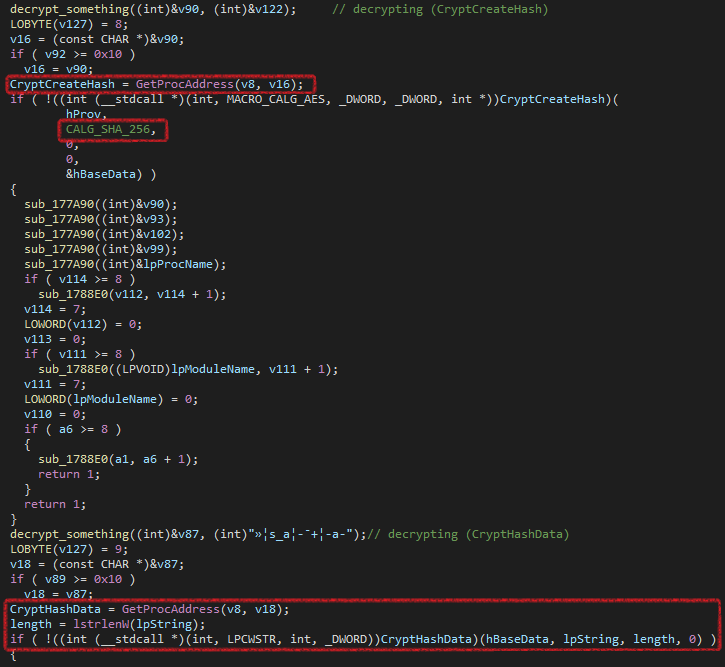 decrypt_something((int)&v90, (int)&v122);     // decrypting (CryptCreateHash)
LOBYTE(v127) = 8;
v16 = (const CHAR *)&v90;
if ( v92 >= 0x10 )
  v16 = v90;
CryptCreateHash = GetProcAddress(v8, v16);
if ( !((int (__stdcall *)(int, MACRO_CALG_AES, _DWORD, _DWORD, int *))CryptCreateHash)(
        hProv,
        CALG_SHA_256,
        0,
        0,
        &hBaseData) )
{
  sub_177A90((int)&v90);
  sub_177A90((int)&v93);
  sub_177A90((int)&v102);
  sub_177A90((int)&v99);
  sub_177A90((int)&lpProcName);
  if ( v114 >= 8 )
    sub_1788E0(v112, v114 + 1);
  v114 = 7;
  LOWORD(v112) = 0;
  v113 = 0;
  if ( v111 >= 8 )
    sub_1788E0((LPVOID)lpModuleName, v111 + 1);
  v111 = 7;
  LOWORD(lpModuleName) = 0;
  v110 = 0;
  if ( a6 >= 8 )
  {
    sub_1788E0(a1, a6 + 1);
    return 1;
  }
  return 1;
}
decrypt_something((int)&v87, (int)"»¦s_a¦-¯+¦-a-");// decrypting (CryptHashData)
LOBYTE(v127) = 9;
v18 = (const CHAR *)&v87;
if ( v89 >= 0x10 )
  v18 = v87;
CryptHashData = GetProcAddress(v8, v18);
length = lstrlenW(lpString);
if ( !((int (__stdcall *)(int, LPCWSTR, int, _DWORD))CryptHashData)(hBaseData, lpString, length, 0) )
{